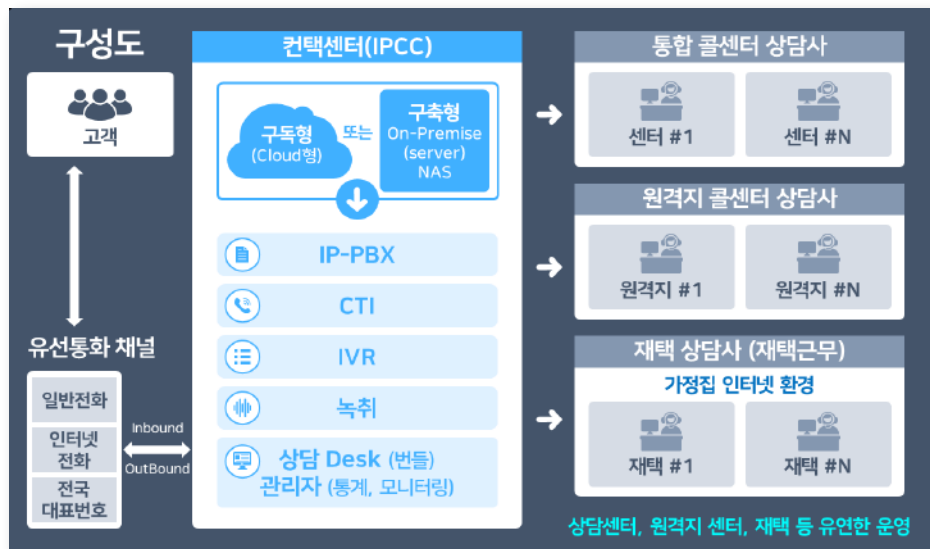 구성도
고객
유선통화 채널
일반전화
인터넷
전화
전국
대표번호
Inbound
OutBound
컨택센터(IPCC)
구독형
(Cloud형)
또는
구축형
On-Premise
(server)
NAS
IP-PBX
CTI
IVR
녹취
상담 Desk (번들)
관리자 (통계, 모니터링)
통합 콜센터 상담사
센터 #1
센터 #N
원격지 콜센터 상담사
원격지 #1
원격지 #N
재택 상담사 (재택근무)
가정집 인터넷 환경
재택 #1
재택 #N
상담센터, 원격지 센터, 재택 등 유연한 운영